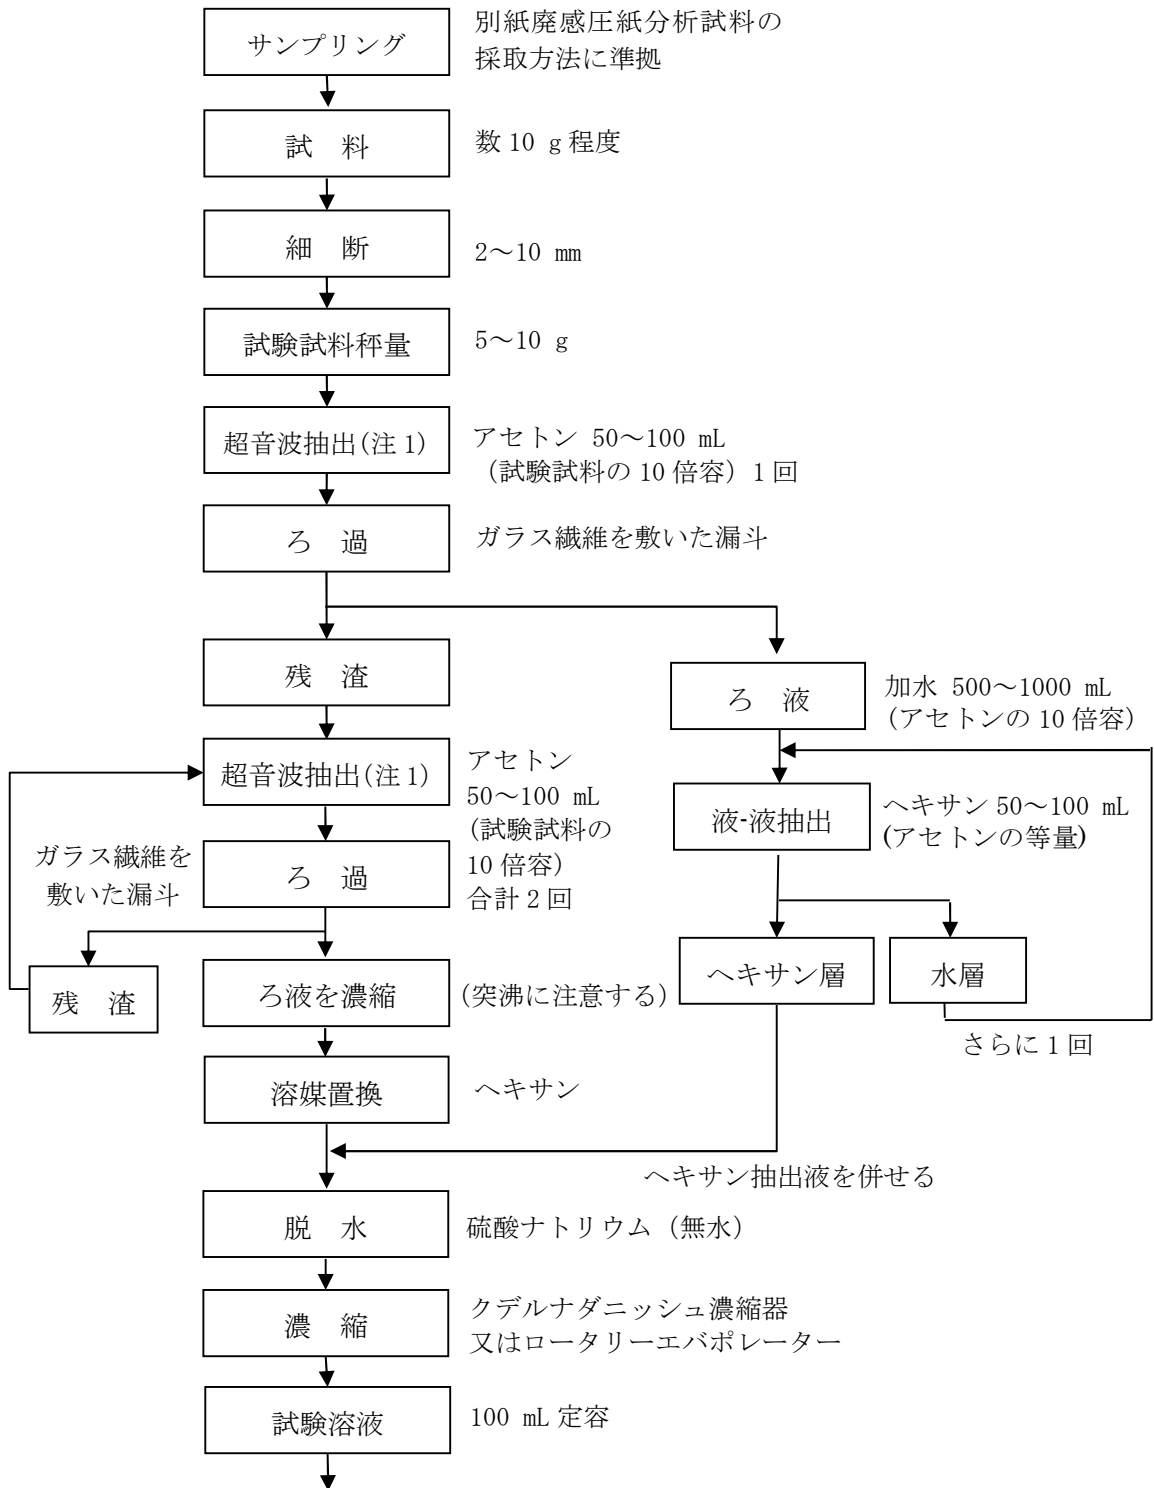 サンプリング
別紙廃感圧紙分析試料の
採取方法に準拠
試 料
数 10 g 程度
細 断
2～10 mm
試験試料秤量
5～10 g
超音波抽出(注 1)
アセトン 50～100 mL
（試験試料の 10 倍容）1 回
ろ 過
ガラス繊維を敷いた漏斗
残 渣
ろ 液
加水 500～1000 mL
（アセトンの 10 倍容）
超音波抽出(注 1)
アセトン
50～100 mL
(試験試料の
10 倍容）
合計 2 回
液-液抽出
ヘキサン 50～100 mL
(アセトンの等量)
ガラス繊維を
敷いた漏斗
ろ 過
残 渣
ろ液を濃縮
(突沸に注意する）
ヘキサン層
水層
さらに 1 回
溶媒置換
ヘキサン
ヘキサン抽出液を併せる
脱 水
硫酸ナトリウム（無水）
濃 縮
クデルナダニッシュ濃縮器
又はロータリーエバポレーター
試験溶液
100 mL 定容